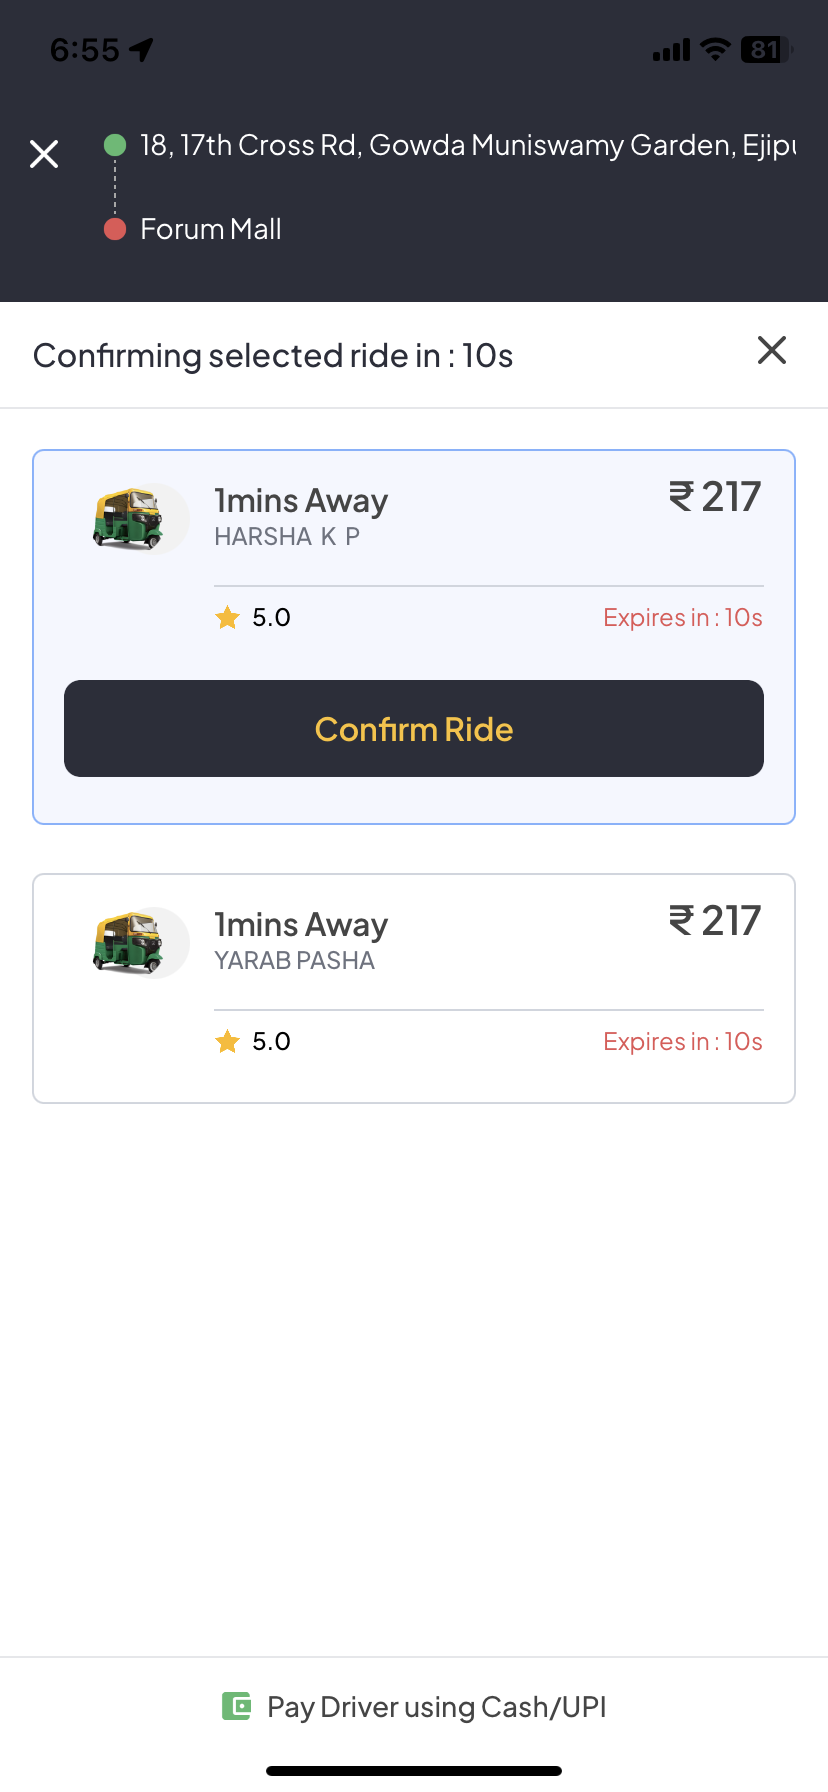 6:55
81
18, 17th Cross Rd, Gowda Muniswamy Garden, Ejipu
Forum Mall
Confirming selected ride in : 10s
1mins Away
₹ 217
HARSHA K P
5.0
Expires in : 10s
Confirm Ride
1mins Away
₹ 217
YARAB PASHA
5.0
Expires in : 10s
Pay Driver using Cash/UPI